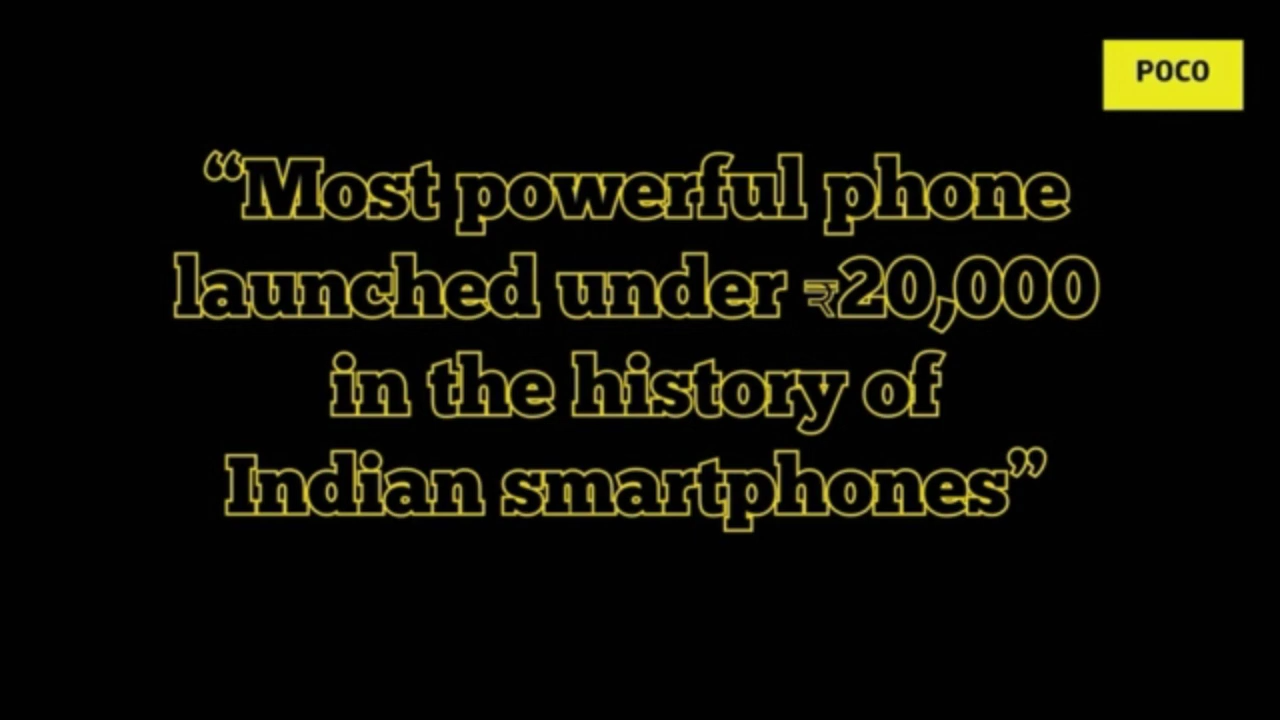 POCO
“Most powerful phone
launched under ₹20,000
in the history of
Indian smartphones”